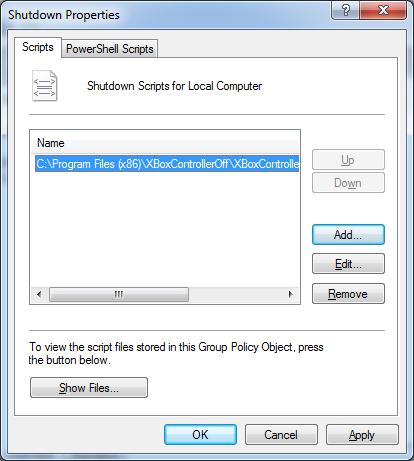 Shutdown Properties
Scripts
PowerShell Scripts
Shutdown Scripts for Local Computer
Name
C:\Program Files (x86)\XBoxControllerOff\XBoxControlle
Up
Down
Add...
Edit...
Remove
To view the script files stored in this Group Policy Object, press
the button below.
Show Files...
OK
Cancel
Apply